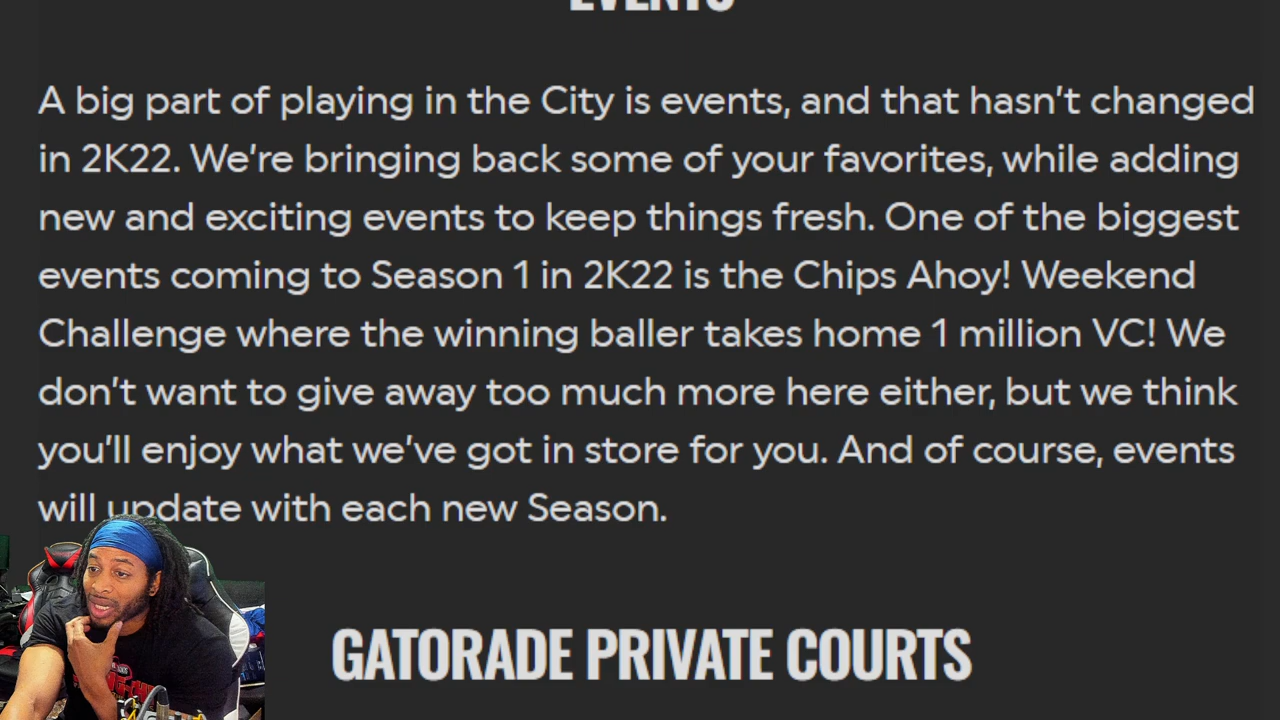 EVENTS
A big part of playing in the City is events, and that hasn't changed
in 2K22. We're bringing back some of your favorites, while adding
new and exciting events to keep things fresh. One of the biggest
events coming to Season 1 in 2K22 is the Chips Ahoy! Weekend
Challenge where the winning baller takes home 1 million VC! We
don't want to give away too much more here either, but we think
you'll enjoy what we've got in store for you. And of course, events
will update with each new Season.
GATORADE PRIVATE COURTS